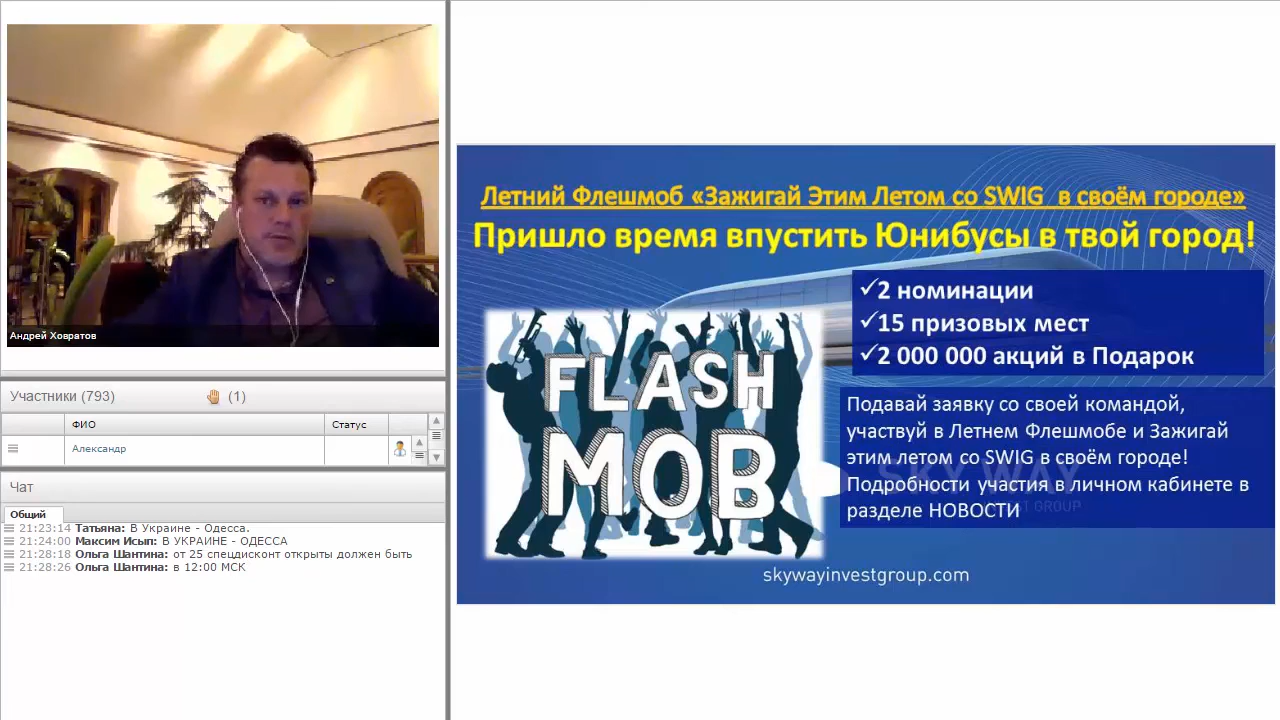 Андрей Ховратов
Участники (793)
(1)
ФИО
Статус
Александр
Чат
Общий
21:23:14 Татьяна: В Украине - Одесса.
21:24:00 Максим Исып: В УКРАИНЕ - ОДЕССА
21:28:18 Ольга Шантина: от 25 спецдисконт открыты должен быть
21:28:26 Ольга Шантина: в 12:00 МСК
Летний Флешмоб «Зажигай Этим Летом со SWIG в своём городе»
Пришло время впустить Юнибусы в твой город!
✓2 номинации
✓15 призовых мест
✓2 000 000 акций в Подарок
FLASH
MOB
Подавай заявку со своей командой,
участвуй в Летнем Флешмобе и Зажигай
этим летом со SWIG в своём городе!
Подробности участия в личном кабинете в
разделе НОВОСТИ
SKY WAY
GROUP
skywayinvestgroup.com